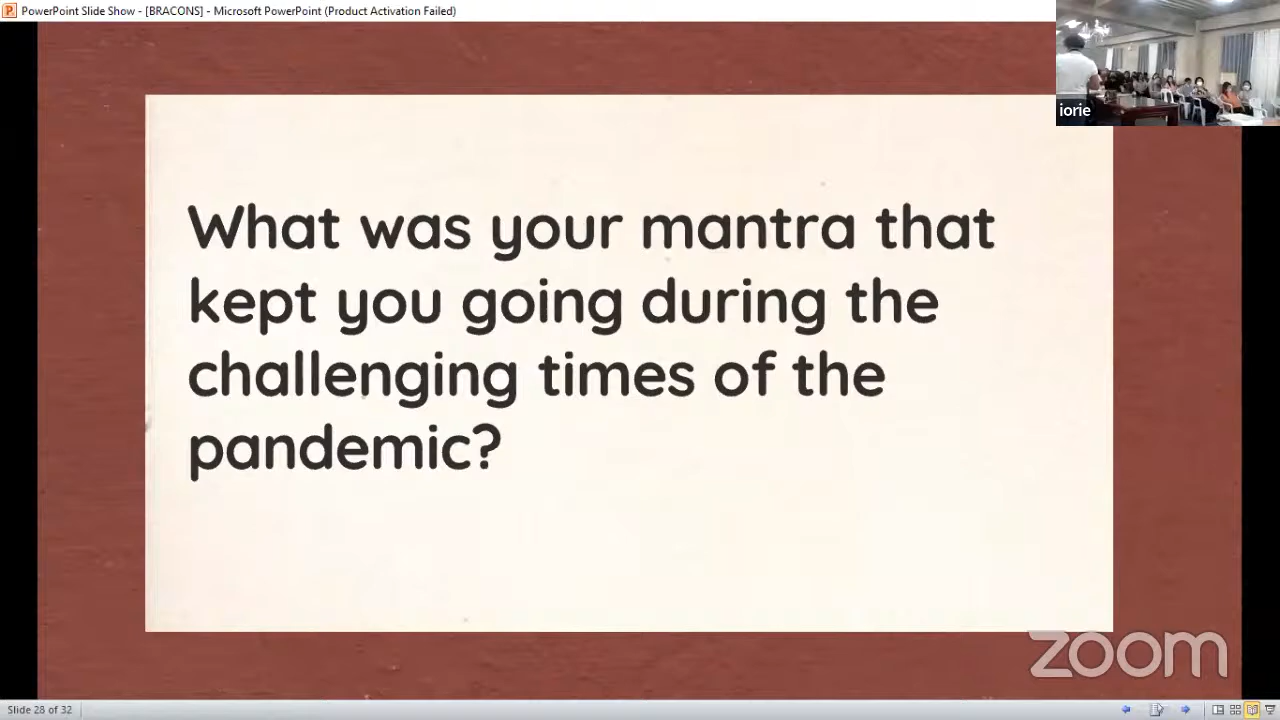 PowerPoint Slide Show - [BRACONS] - Microsoft PowerPoint (Product Activation Failed)
iorie
What was your mantra that
kept you going during the
challenging times of the
pandemic?
zoom
Slide 28 of 32